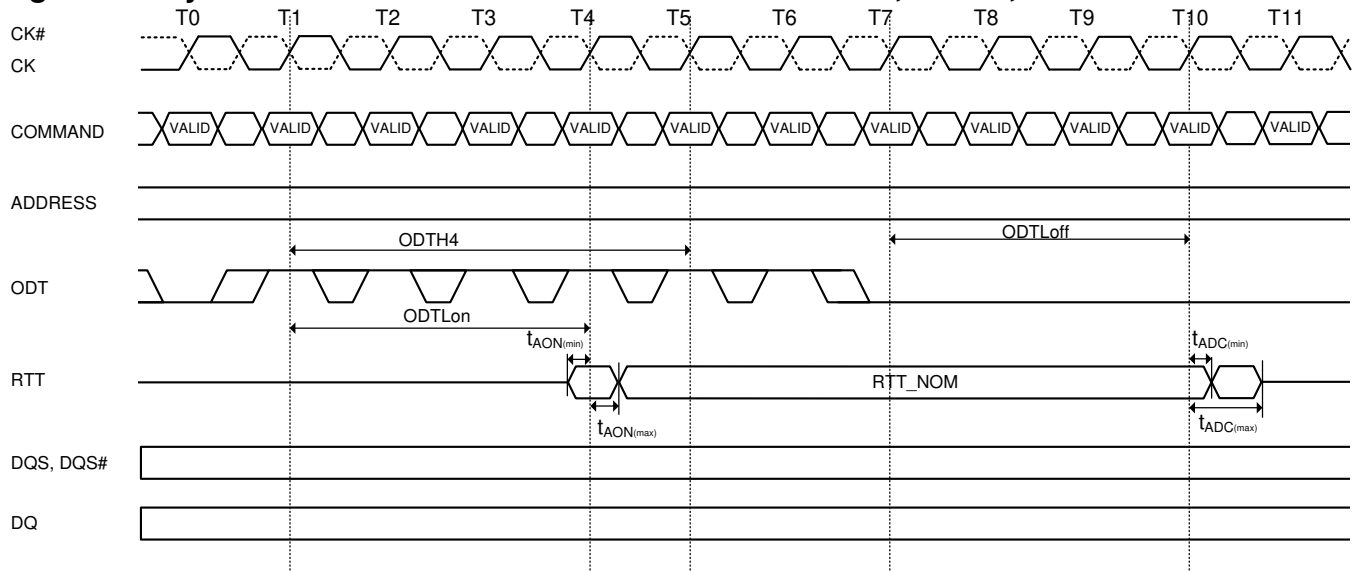 T0 T1 T2 T3 T4 T5 T6 T7 T8 T9 T10 T11
CK#
CK
COMMAND VALID VALID VALID VALID VALID VALID VALID VALID VALID VALID VALID VALID
ADDRESS
ODTH4 ODTLoff
ODT
ODTLon
tAON(min) tADC(min)
RTT RTT_NOM
tAON(max) tADC(max)
DQS, DQS#
DQ